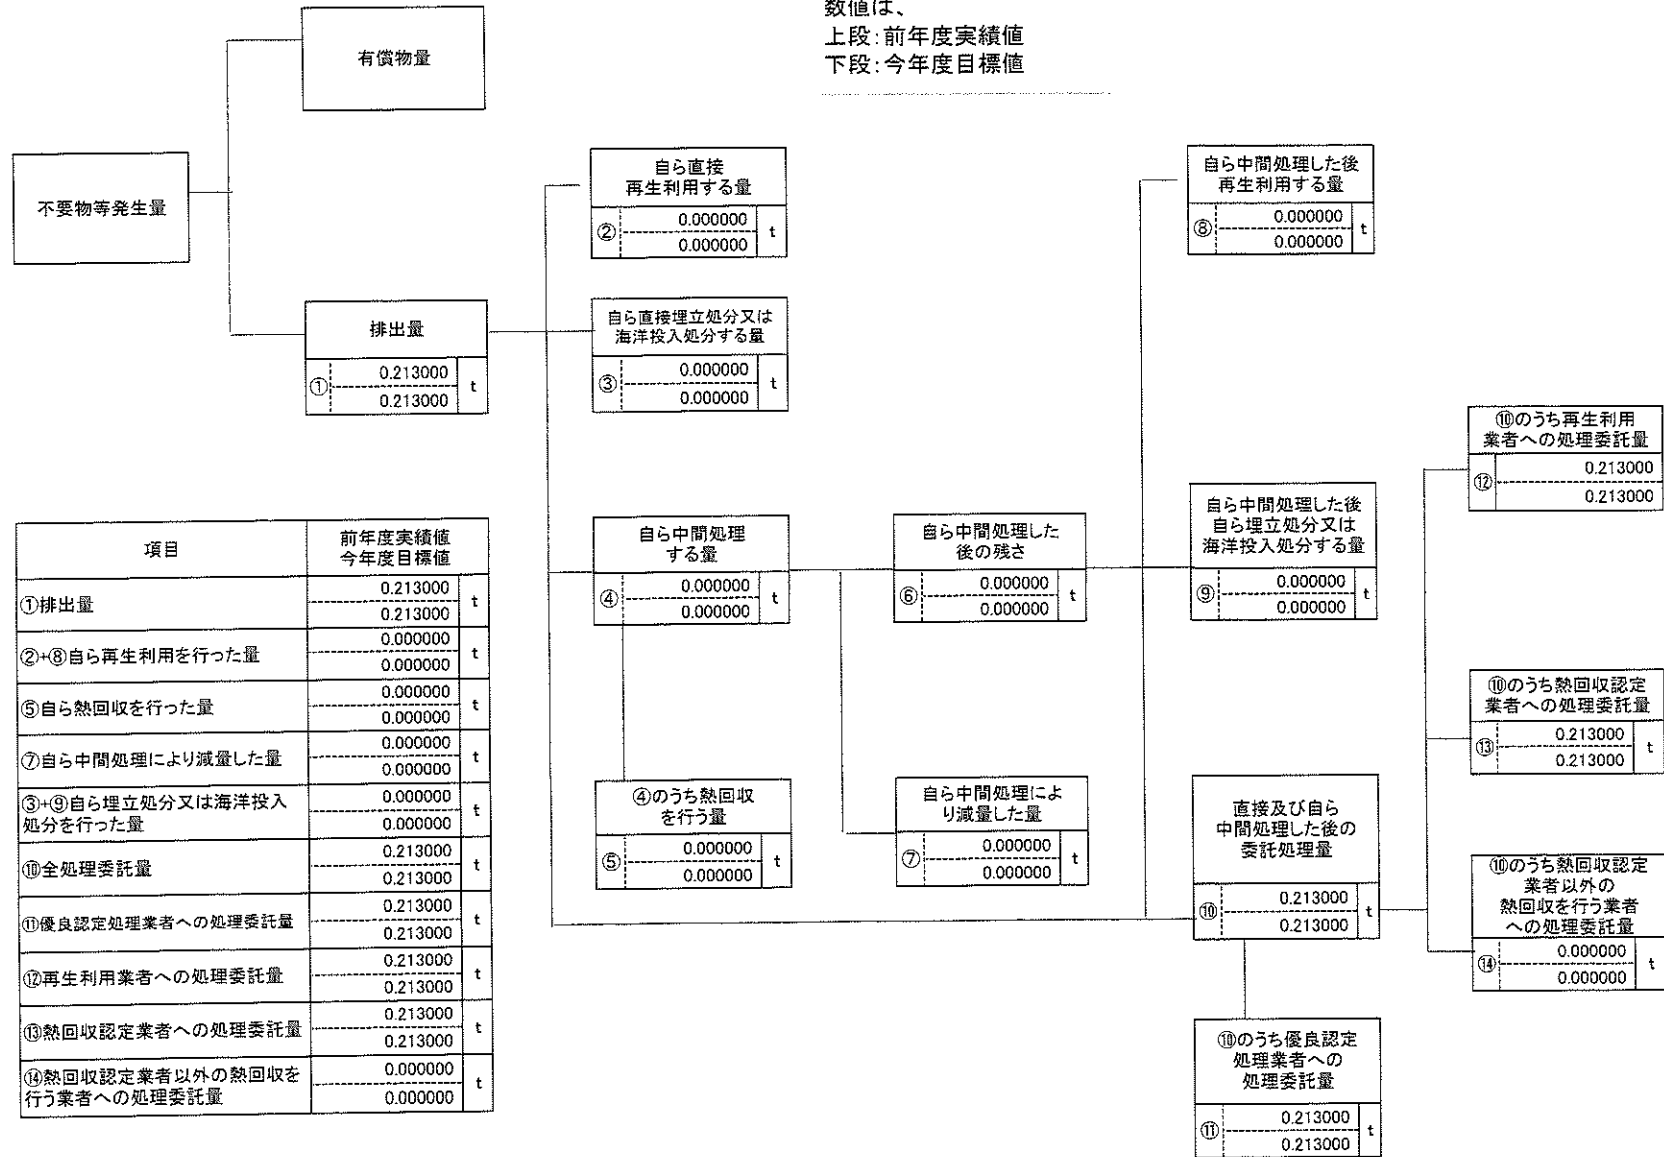 数値は、
上段:前年度実績値
下段:今年度目標値
有償物量
不要物等発生量
排出量
① 0.213000 t
0.213000
自ら直接
再生利用する量
② 0.000000 t
0.000000
自ら直接埋立処分又は
海洋投入処分する量
③ 0.000000 t
0.000000
自ら中間処理
する量
④ 0.000000 t
0.000000
④のうち熱回収
を行う量
⑤ 0.000000 t
0.000000
自ら中間処理した
後の残さ
⑥ 0.000000 t
0.000000
自ら中間処理によ
り減量した量
⑦ 0.000000 t
0.000000
自ら中間処理した後
再生利用する量
⑧ 0.000000 t
0.000000
自ら中間処理した後
自ら埋立処分又は
海洋投入処分する量
⑨ 0.000000 t
0.000000
直接及び自ら
中間処理した後の
委託処理量
⑩ 0.213000 t
0.213000
⑩のうち優良認定
処理業者への
処理委託量
⑪ 0.213000 t
0.213000
⑩のうち再生利用
業者への処理委託量
⑫ 0.213000
0.213000
⑩のうち熱回収認定
業者への処理委託量
⑬ 0.213000 t
0.213000
⑩のうち熱回収認定
業者以外の
熱回収を行う業者
への処理委託量
⑭ 0.000000 t
0.000000
項目 前年度実績値
今年度目標値
①排出量 0.213000 t
0.213000
②+⑧自ら再生利用を行った量 0.000000 t
0.000000
⑤自ら熱回収を行った量 0.000000 t
0.000000
⑦自ら中間処理により減量した量 0.000000 t
0.000000
③+⑨自ら埋立処分又は海洋投入 0.000000 t
処分を行った量 0.000000
⑩全処理委託量 0.213000 t
0.213000
⑪優良認定処理業者への処理委託量 0.213000 t
0.213000
⑫再生利用業者への処理委託量 0.213000 t
0.213000
⑬熱回収認定業者への処理委託量 0.213000 t
0.213000
⑭熱回収認定業者以外の熱回収を 0.000000 t
行う業者への処理委託量 0.000000